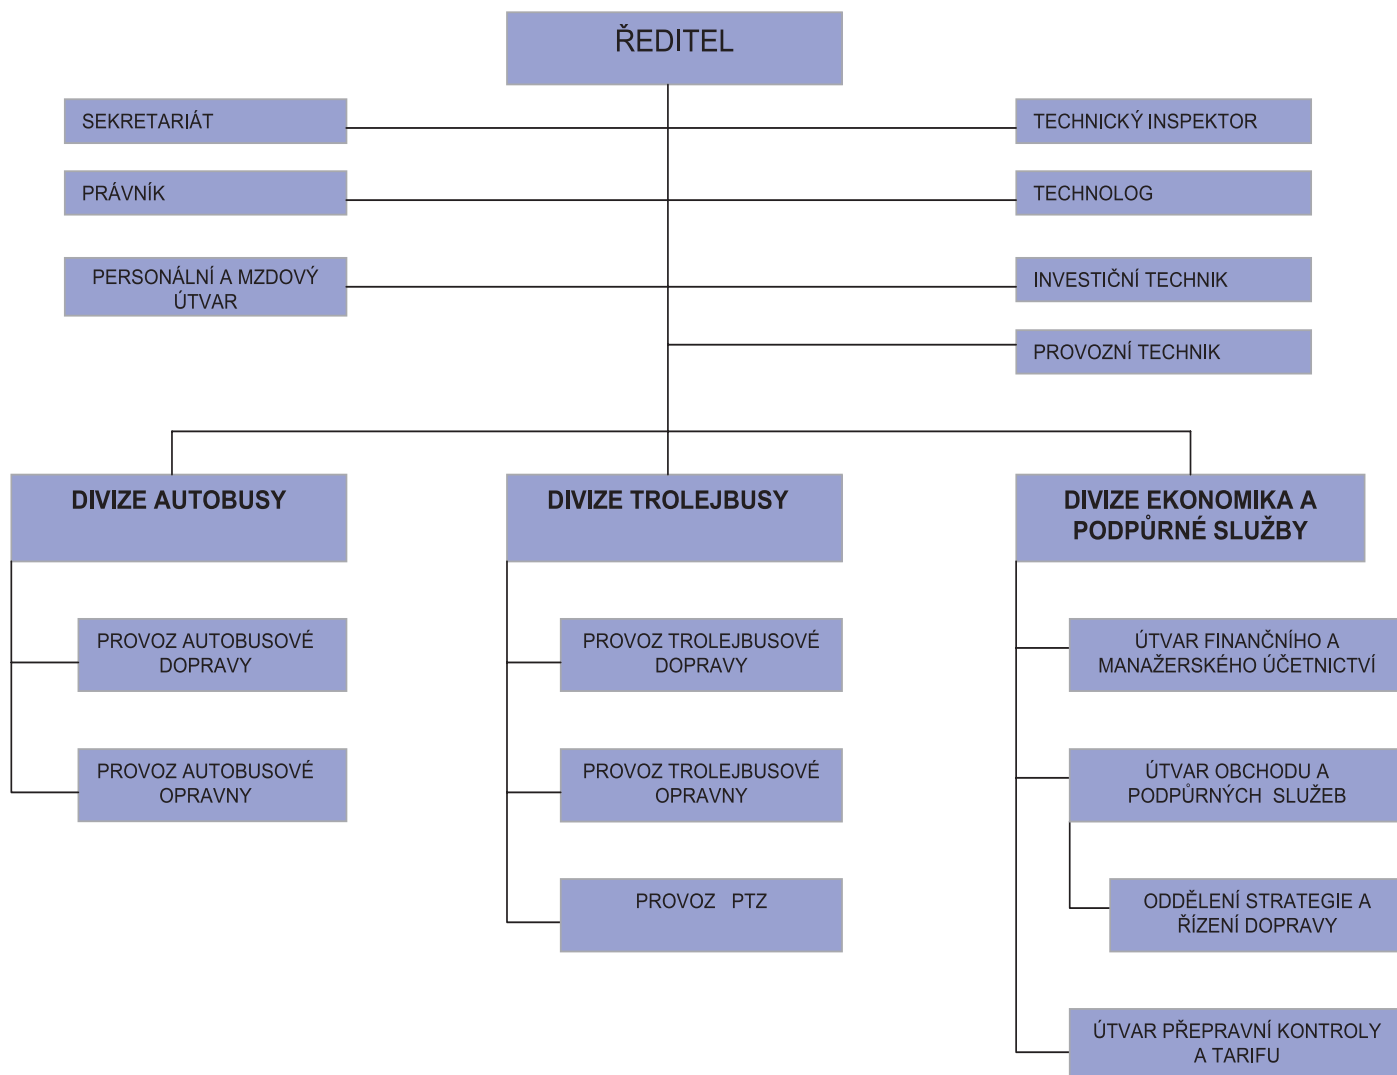 ŘEDITEL
SEKRETARIÁT
TECHNICKÝ INSPEKTOR
PRÁVNÍK
TECHNOLOG
PERSONÁLNÍ A MZDOVÝ
ÚTVAR
INVESTIČNÍ TECHNIK
PROVOZNÍ TECHNIK
DIVIZE AUTOBUSY
DIVIZE TROLEJBUSY
DIVIZE EKONOMIKA A
PODPŮRNÉ SLUŽBY
PROVOZ AUTOBUSOVÉ
DOPRAVY
PROVOZ TROLEJBUSOVÉ
DOPRAVY
ÚTVAR FINANČNÍHO A
MANAŽERSKÉHO ÚČETNICTVÍ
PROVOZ AUTOBUSOVÉ
OPRAVNY
PROVOZ TROLEJBUSOVÉ
OPRAVNY
ÚTVAR OBCHODU A
PODPŮRNÝCH SLUŽEB
PROVOZ PTZ
ODDĚLENÍ STRATEGIE A
ŘÍZENÍ DOPRAVY
ÚTVAR PŘEPRAVNÍ KONTROLY
A TARIFU